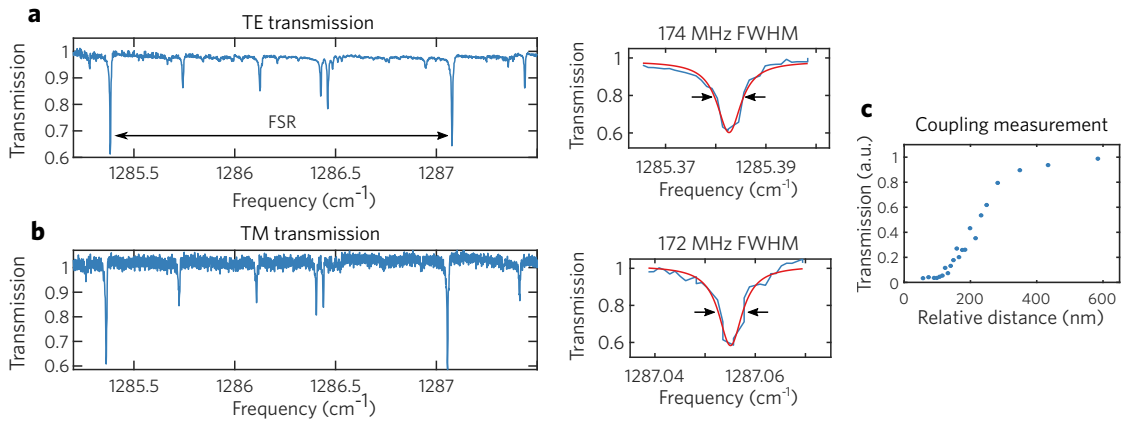 a
TE transmission
Transmission
1
0.9
0.8
0.7
0.6
FSR
1285.5
1286
1286.5
1287
Frequency (cm⁻¹)
174 MHz FWHM
Transmission
0.8
0.6
1285.37
1285.39
Frequency (cm⁻¹)
b
TM transmission
Transmission
1
0.9
0.8
0.7
0.6
1285.5
1286
1286.5
1287
Frequency (cm⁻¹)
172 MHz FWHM
Transmission
1
0.8
0.6
1287.04
1287.06
Frequency (cm⁻¹)
c
Coupling measurement
Transmission (a.u.)
1
0.8
0.6
0.4
0.2
0
0
200
400
600
Relative distance (nm)